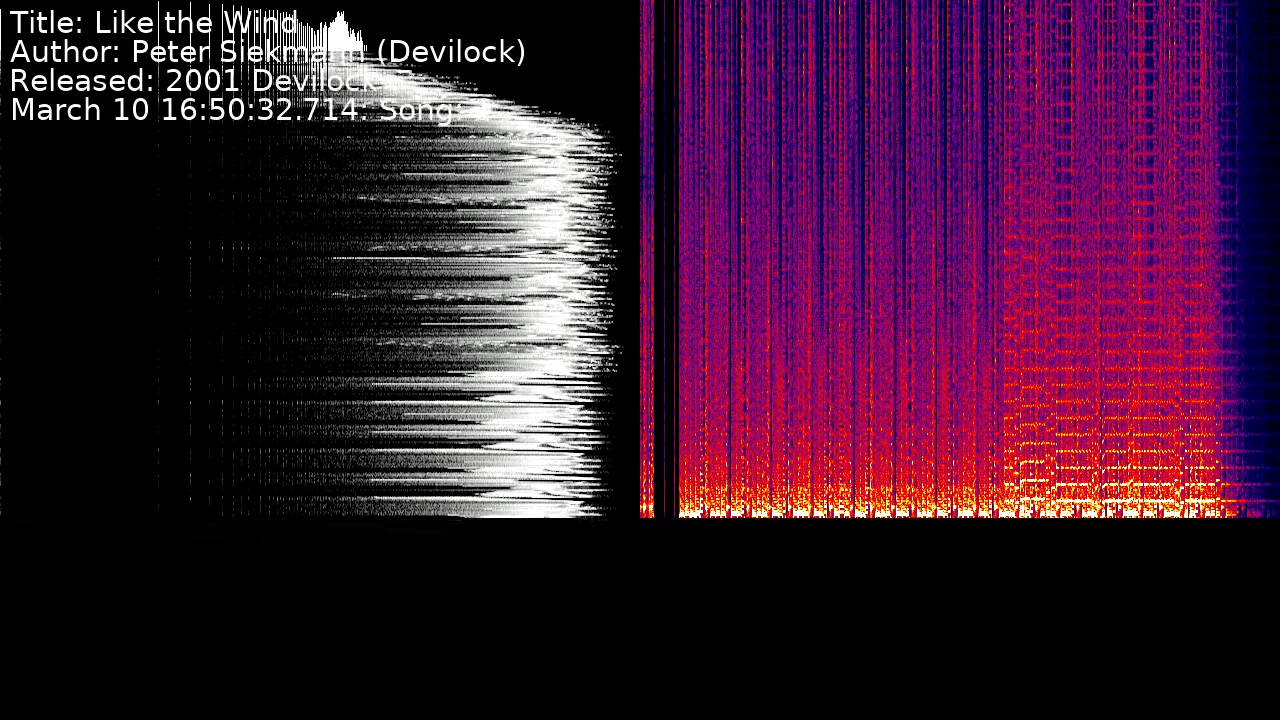 Title: Like the Wind
Author: Peter Siekmann (Devilock)
Released: 2001 Devilock
March 10 16:50:32.714: Song